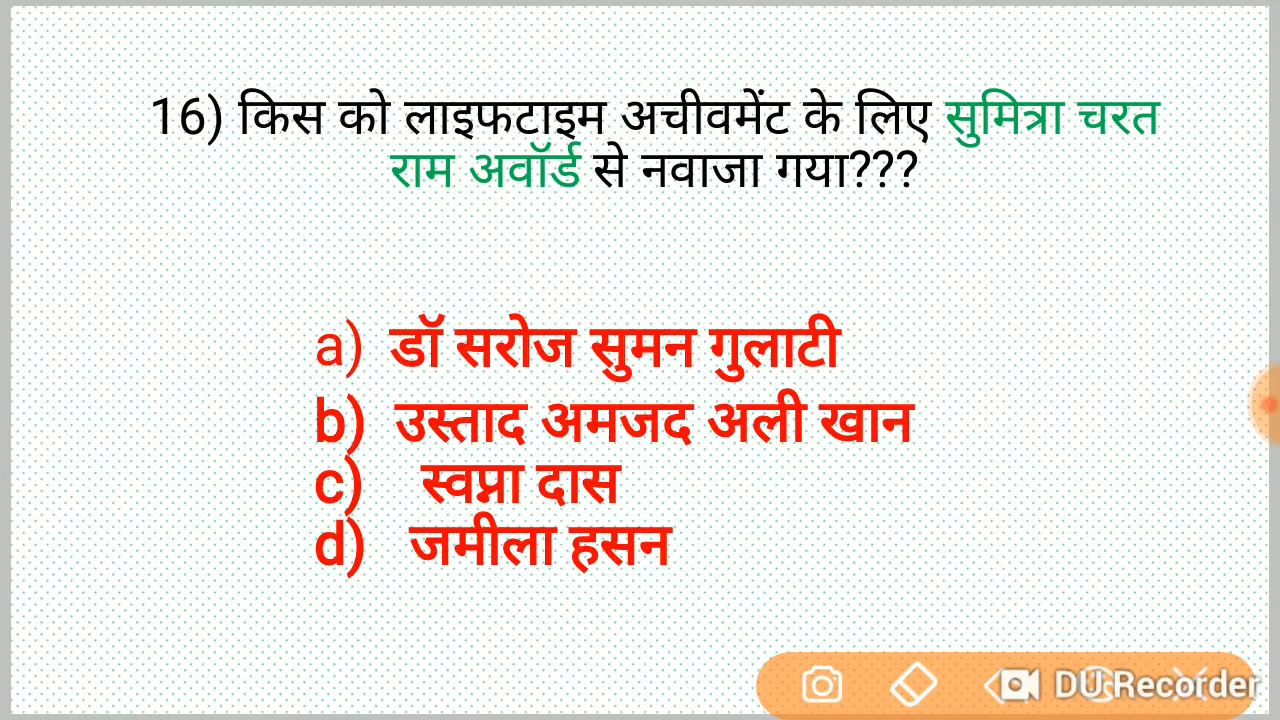 16) किस को लाइफटाइम अचीवमेंट के लिए सुमित्रा चरत
राम अवॉर्ड से नवाजा गया???
a) डॉ सरोज सुमन गुलाटी
b) उस्ताद अमजद अली खान
c) स्वप्ना दास
d) जमीला हसन
DU Recorder